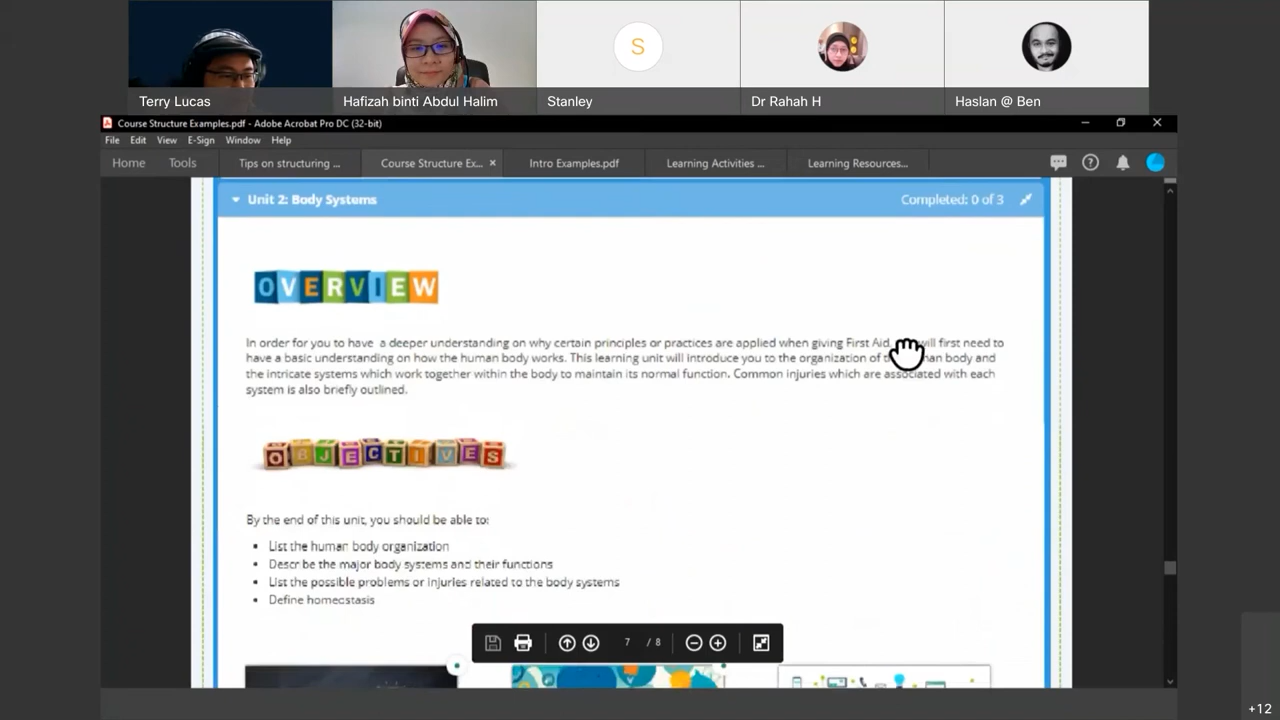 S
Terry Lucas
Hafizah binti Abdul Halim
Stanley
Dr Rahah H
Haslan @ Ben
Course Structure Examples.pdf - Adobe Acrobat Pro DC (32-bit)
File Edit View E-Sign Window Help
Home Tools Tips on structuring ... Course Structure Ex... × Intro Examples.pdf Learning Activities ... Learning Resources...
Unit 2: Body Systems Completed: 0 of 3
OVERVIEW
In order for you to have a deeper understanding on why certain principles or practices are applied when giving First Aid, will first need to
have a basic understanding on how the human body works. This learning unit will introduce you to the organization of body and
the intricate systems which work together within the body to maintain its normal function. Common injuries which are associated with each
system is also briefly outlined.
OBJECTIVES
By the end of this unit, you should be able to:
• List the human body organization
• Descr be the major body systems and their functions
• List the possible problems or injuries related to the body systems
• Define homeostasis
7 / 8
+12